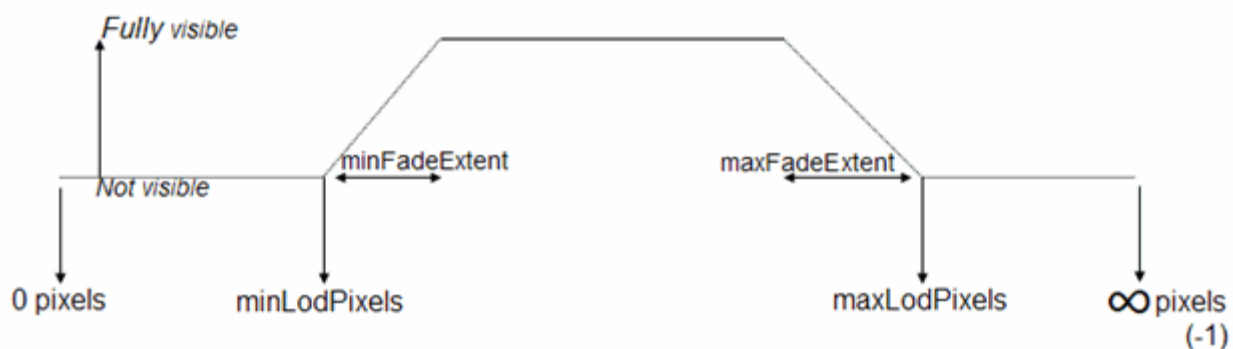 Fully visible
minFadeExtent
maxFadeExtent
Not visible
0 pixels
minLodPixels
maxLodPixels
∞ pixels
(-1)